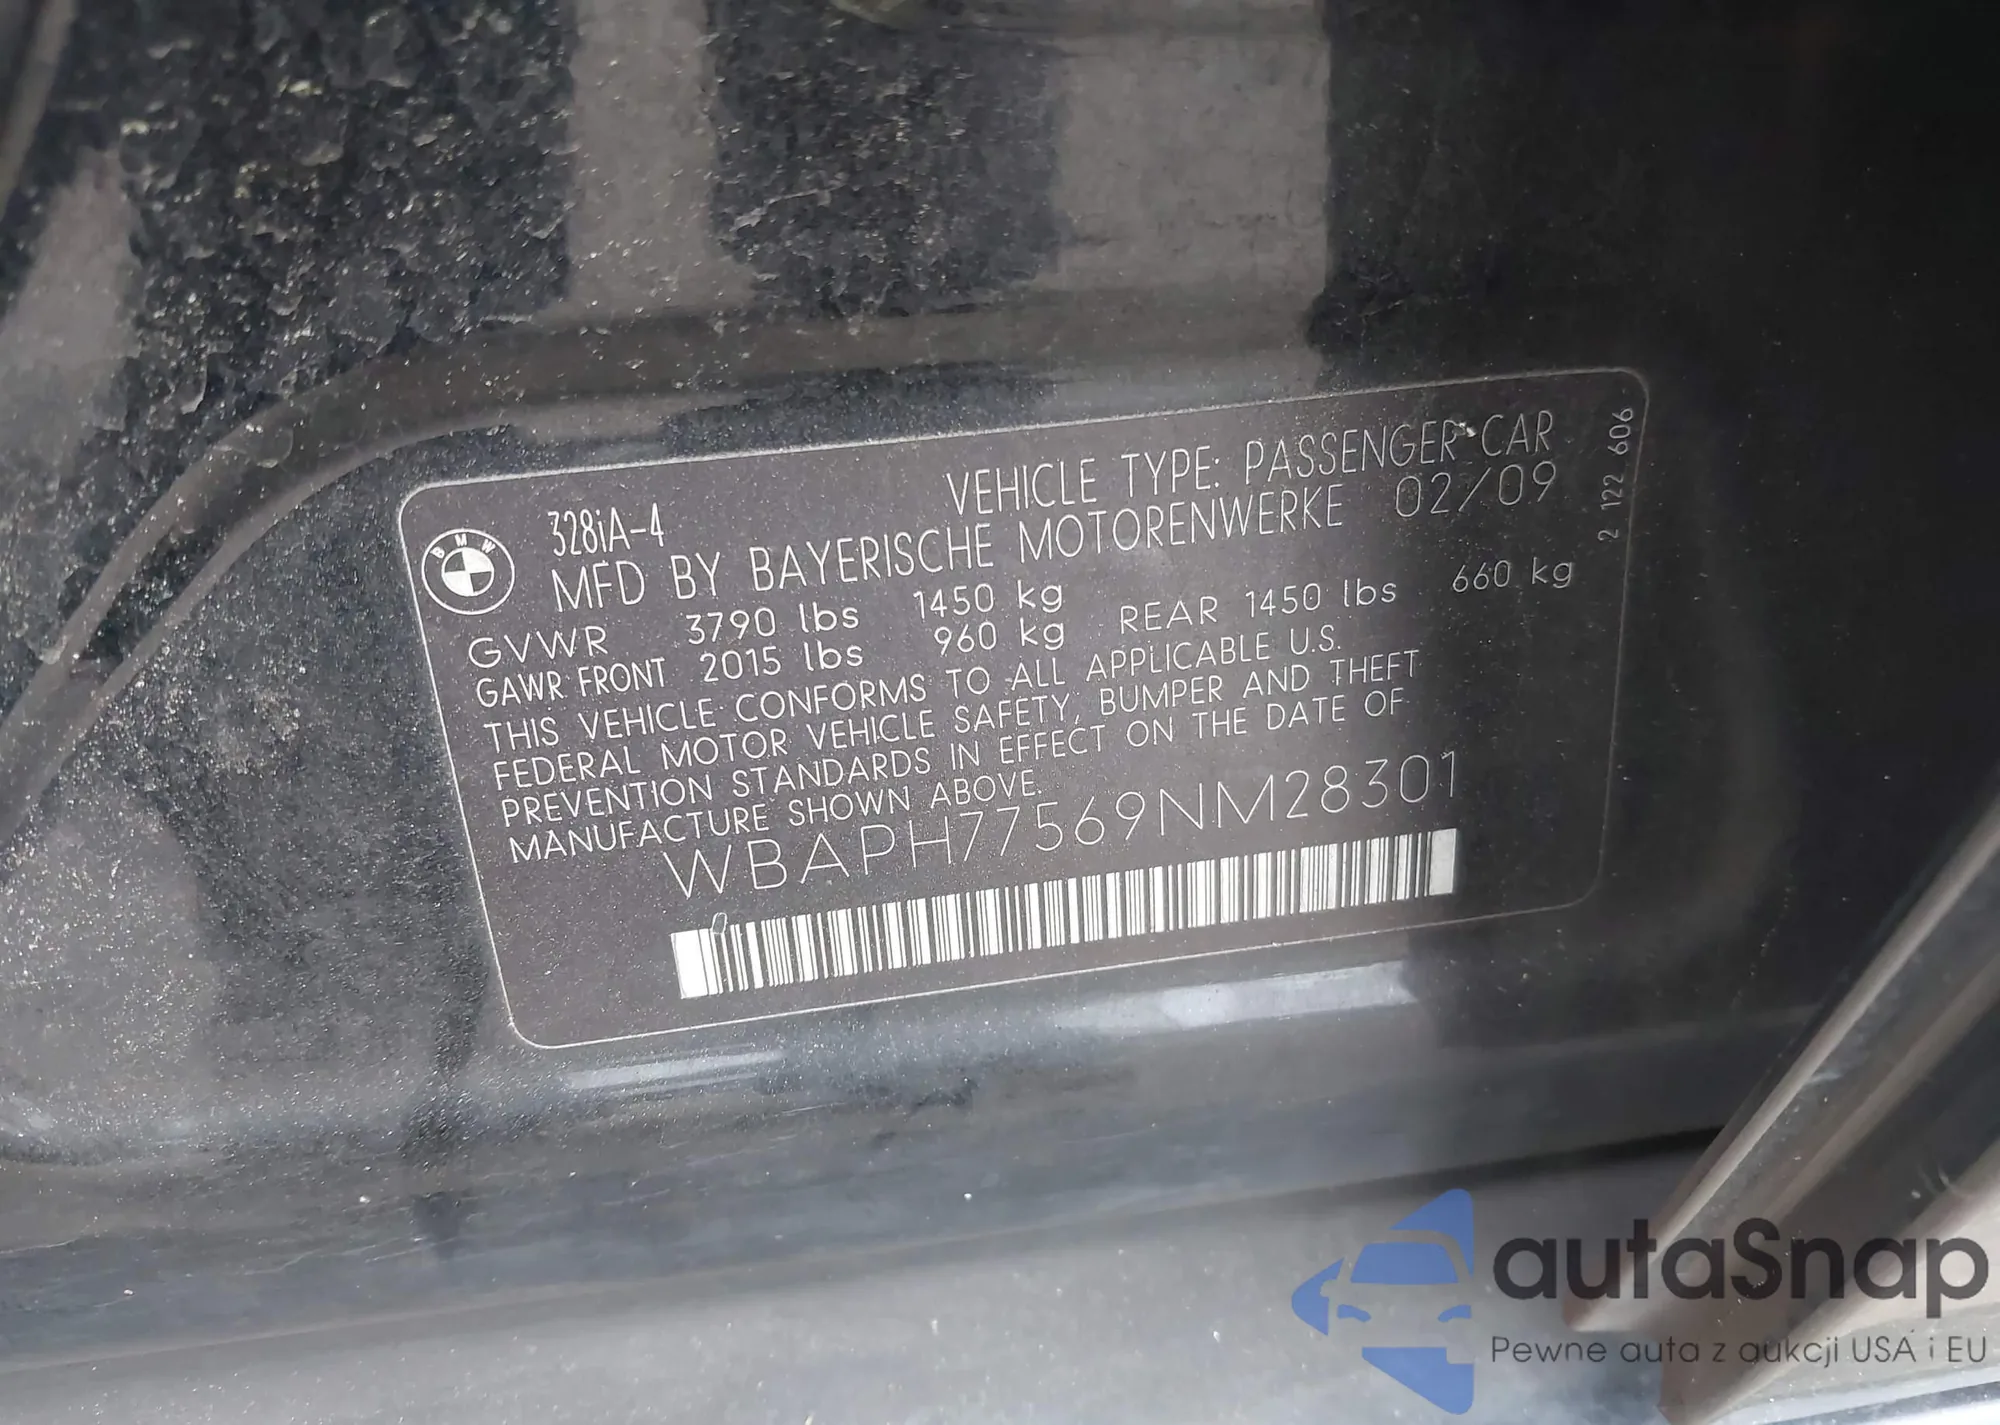 VEHICLE TYPE: PASSENGER CAR
328iA-4
MFD BY BAYERISCHE MOTORENWERKE 02/09
GVWR 3790 lbs 1450 kg
GAWR FRONT 2015 lbs 960 kg REAR 1450 lbs 660 kg
THIS VEHICLE CONFORMS TO ALL APPLICABLE U.S.
FEDERAL MOTOR VEHICLE SAFETY, BUMPER AND THEFT
PREVENTION STANDARDS IN EFFECT ON THE DATE OF
MANUFACTURE SHOWN ABOVE.
WBAPH77569NM28301
2 122 606
BMW
autaSnap
Pewne auta z aukcji USA i EU